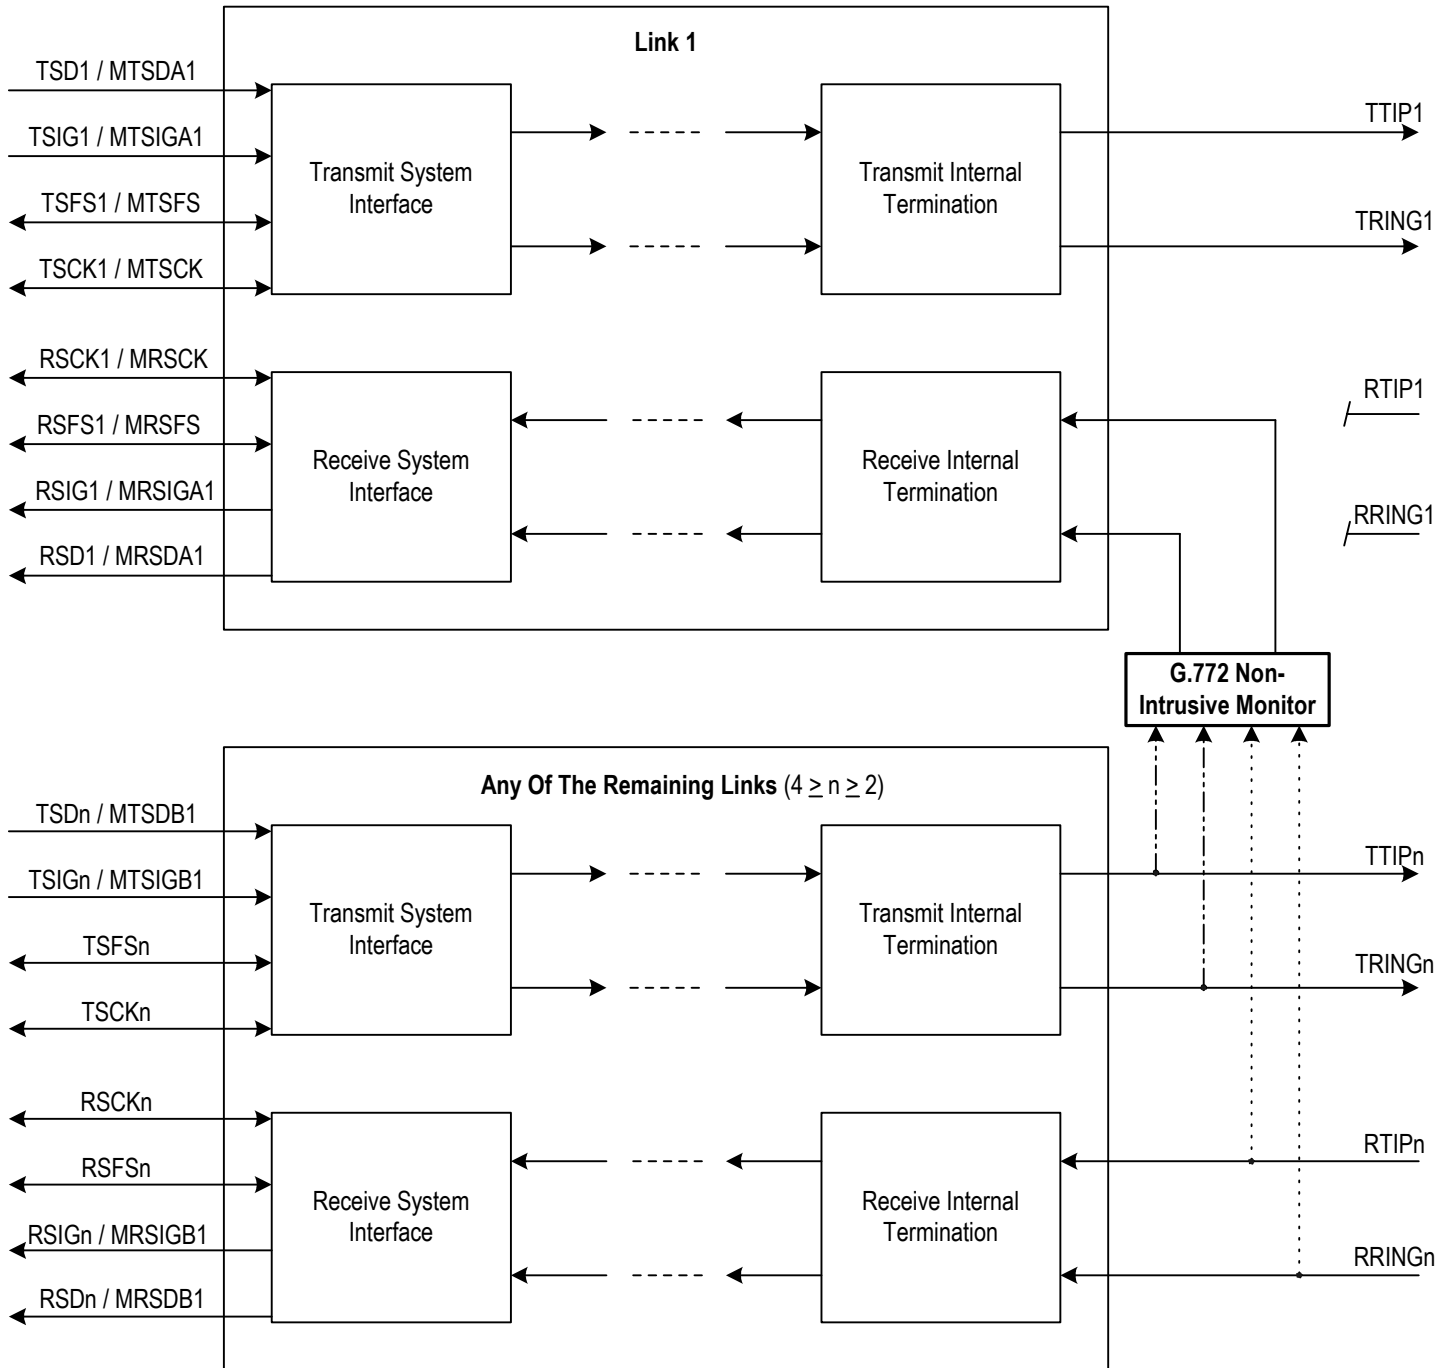 Link 1
TSD1 / MTSDA1
TSIG1 / MTSIGA1
TSFS1 / MTSFS
TSCK1 / MTSCK
Transmit System
Interface
Transmit Internal
Termination
TTIP1
TRING1
RSCK1 / MRSCK
RSFS1 / MRSFS
RSIG1 / MRSIGA1
RSD1 / MRSDA1
Receive System
Interface
Receive Internal
Termination
RTIP1
RRING1
G.772 Non-
Intrusive Monitor
Any Of The Remaining Links (4 ≥ n ≥ 2)
TSDn / MTSDB1
TSIGn / MTSIGB1
TSFSn
TSCKn
Transmit System
Interface
Transmit Internal
Termination
TTIPn
TRINGn
RSCKn
RSFSn
RSIGn / MRSIGB1
RSDn / MRSDB1
Receive System
Interface
Receive Internal
Termination
RTIPn
RRINGn